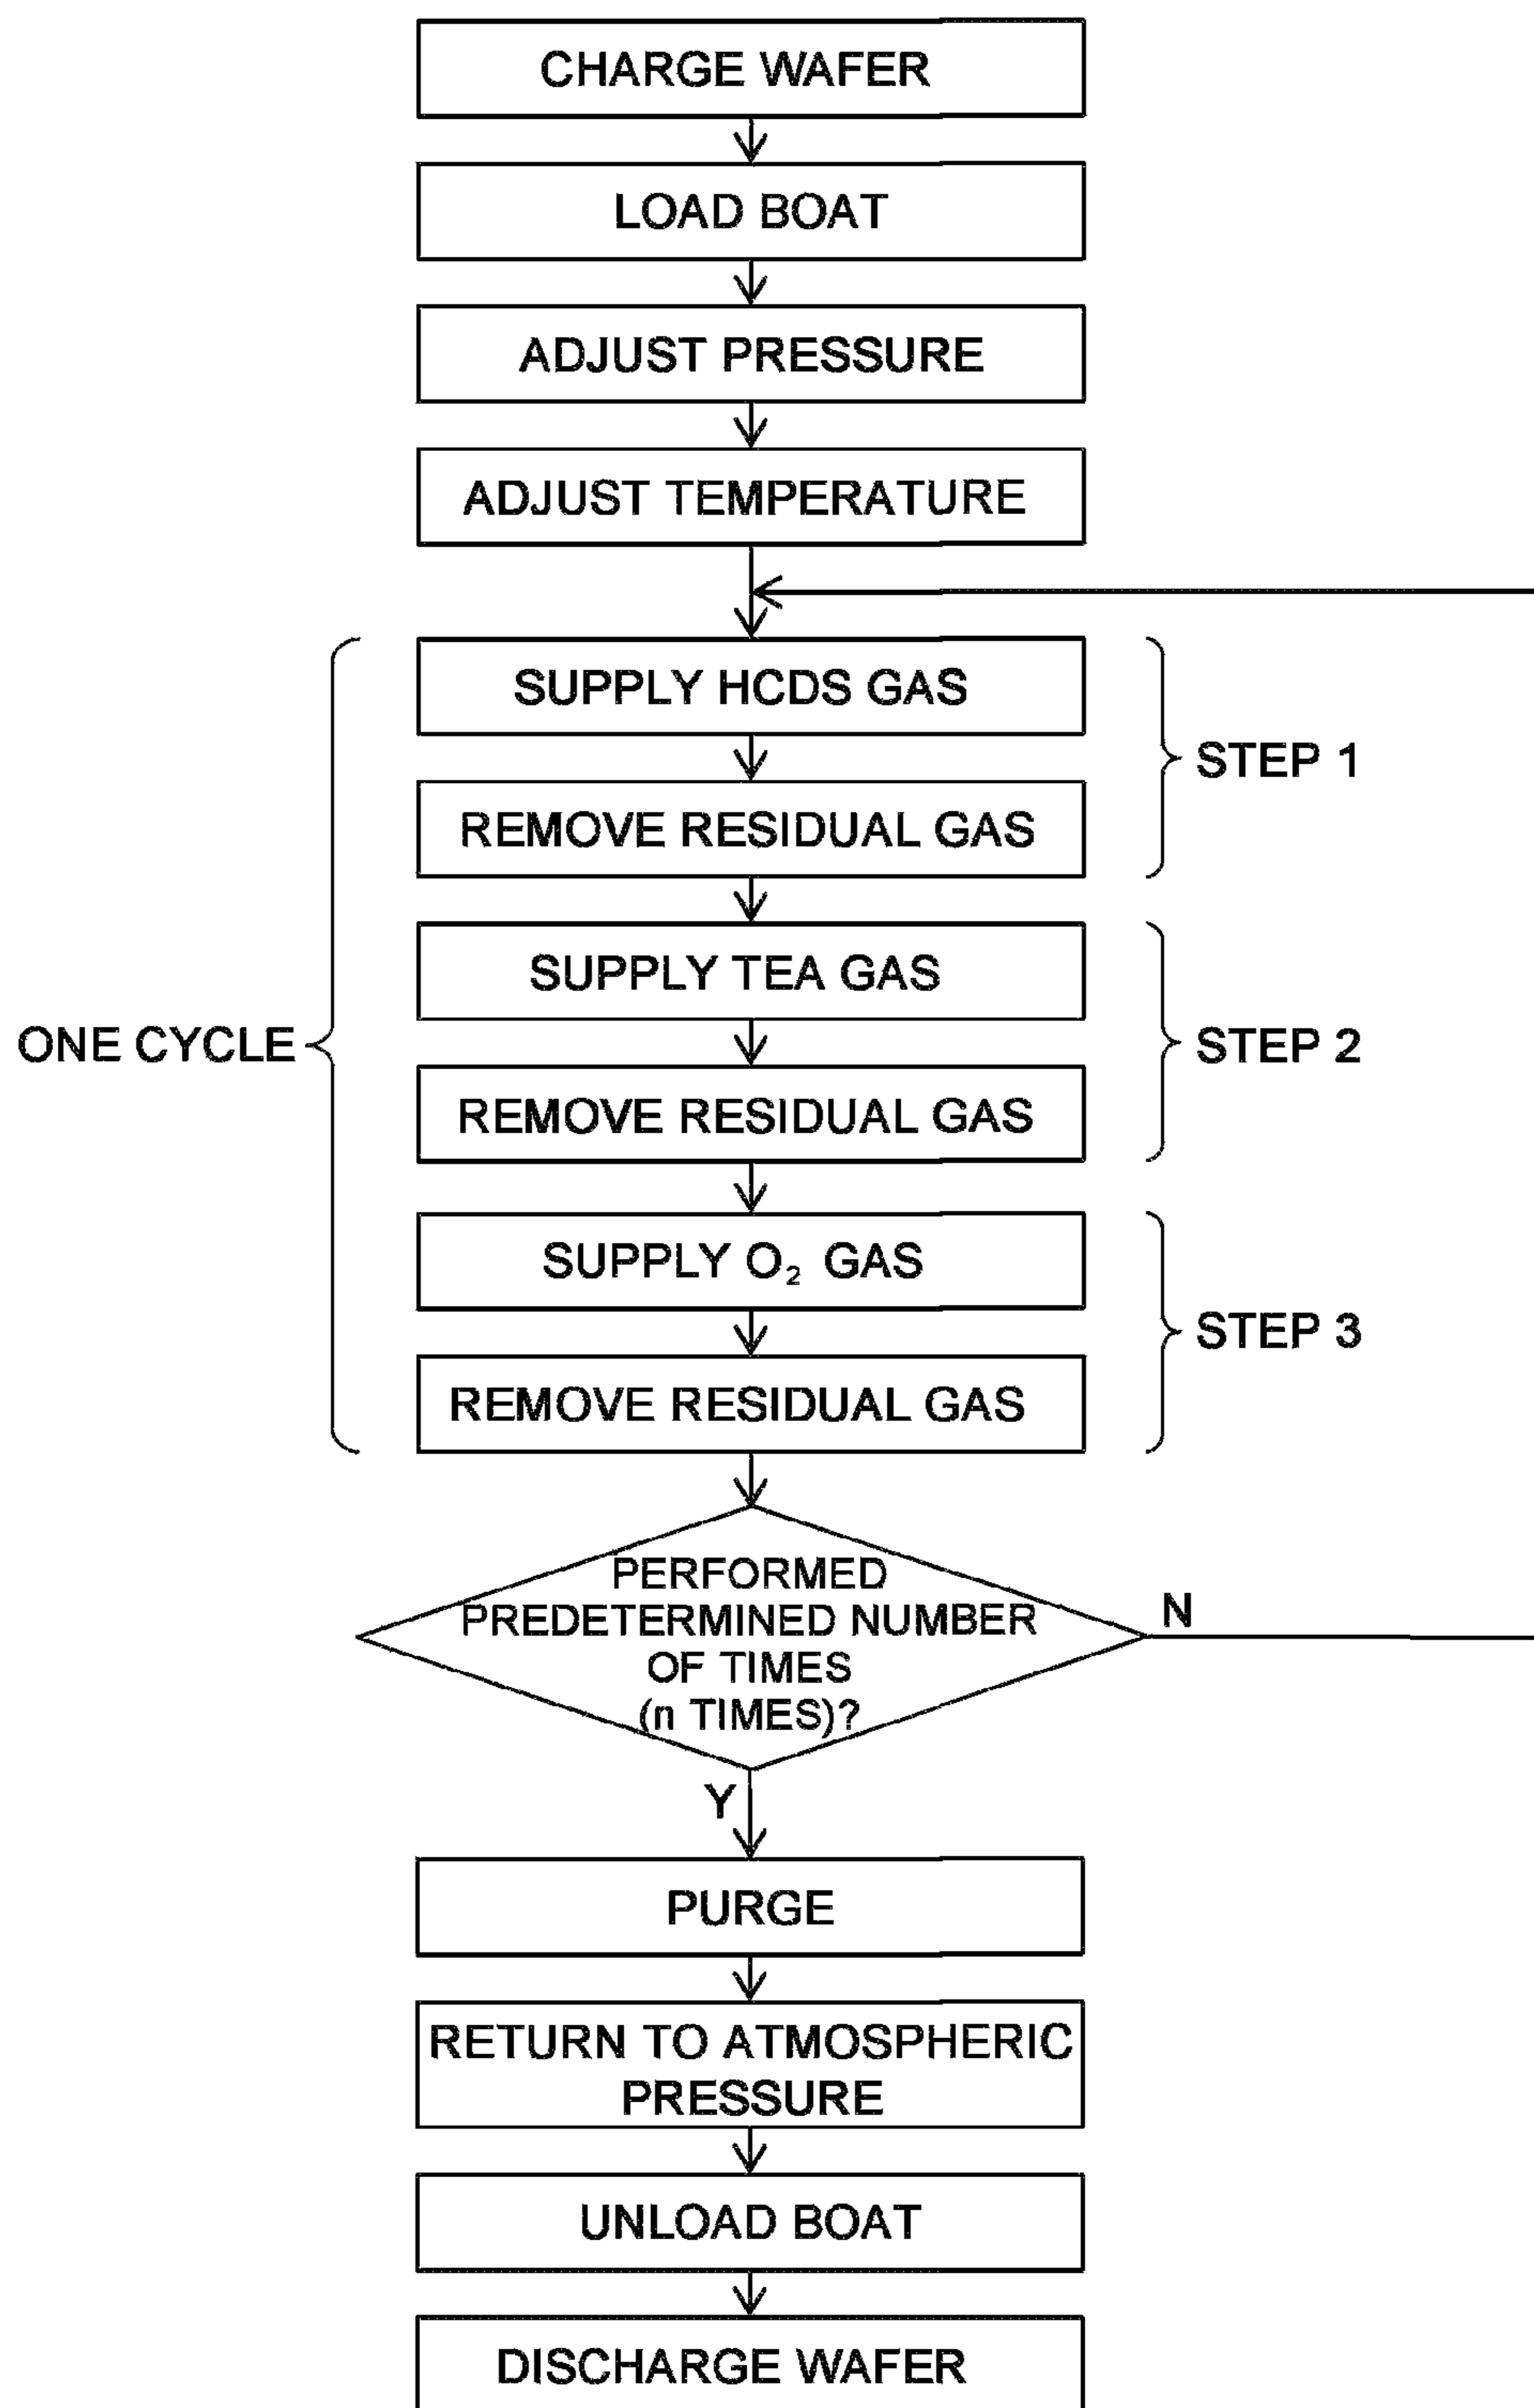 CHARGE WAFER
LOAD BOAT
ADJUST PRESSURE
ADJUST TEMPERATURE
SUPPLY HCDS GAS
STEP 1
REMOVE RESIDUAL GAS
SUPPLY TEA GAS
ONE CYCLE
STEP 2
REMOVE RESIDUAL GAS
SUPPLY O₂ GAS
STEP 3
REMOVE RESIDUAL GAS
PERFORMED
PREDETERMINED NUMBER
OF TIMES
(n TIMES)?
N
Y
PURGE
RETURN TO ATMOSPHERIC
PRESSURE
UNLOAD BOAT
DISCHARGE WAFER